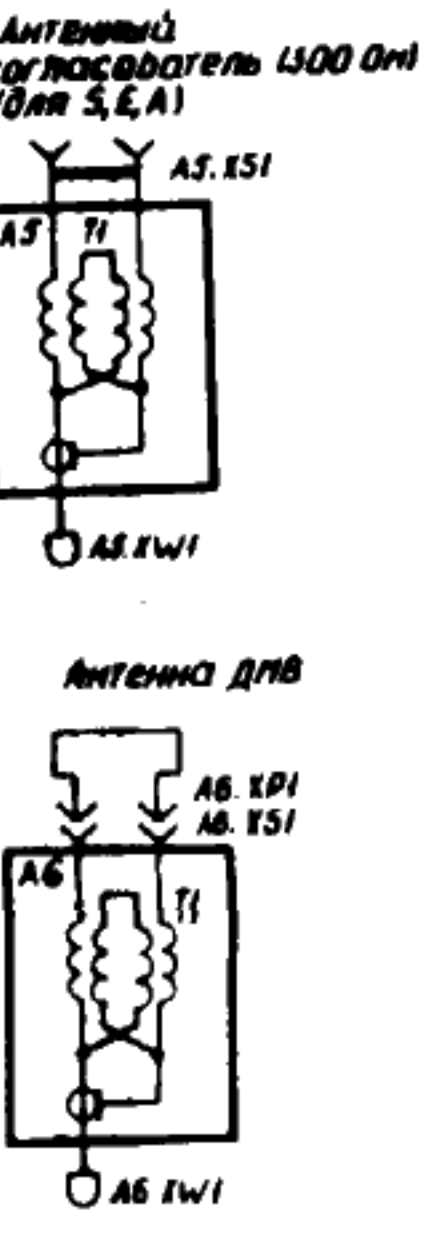 Антенный
огласователь (300 Ом)
(для S, E, A)
A5.XS1
A5 T1
A5.XW1
Антенна ДМВ
A6.XP1
A6.XS1
A6
T1
A6 XW1